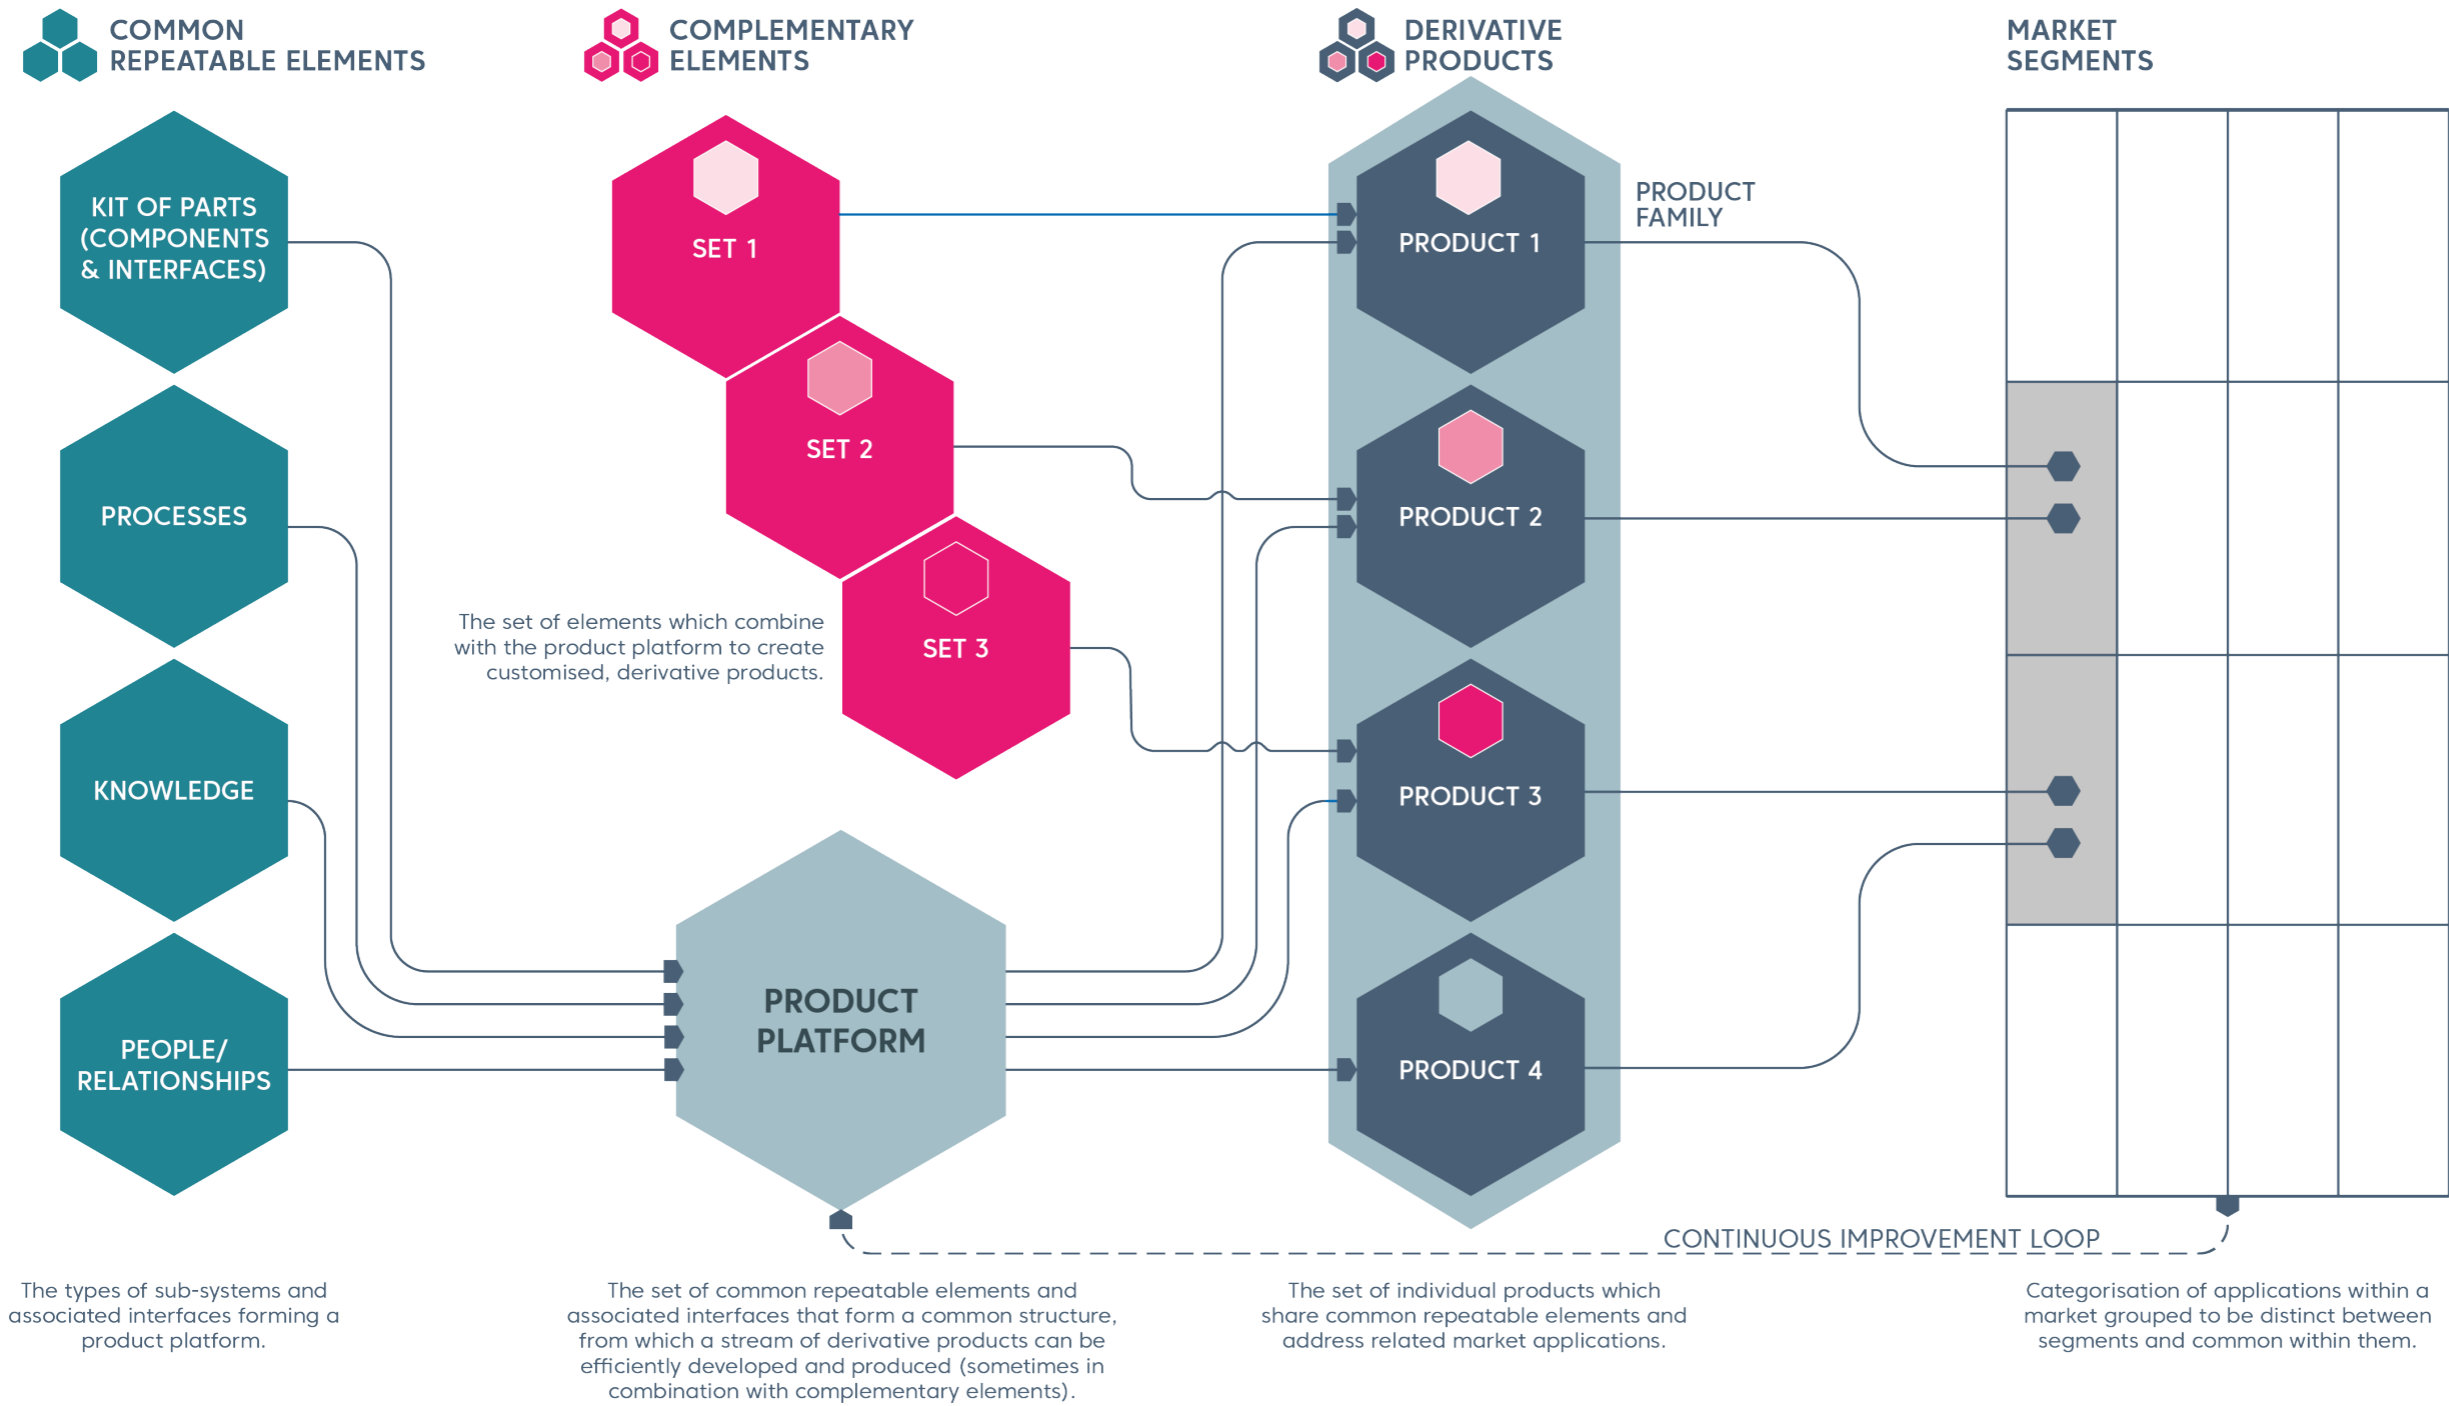 COMMON
REPEATABLE ELEMENTS
COMPLEMENTARY
ELEMENTS
DERIVATIVE
PRODUCTS
MARKET
SEGMENTS
KIT OF PARTS
(COMPONENTS
& INTERFACES)
PROCESSES
KNOWLEDGE
PEOPLE/
RELATIONSHIPS
SET 1
SET 2
SET 3
The set of elements which combine
with the product platform to create
customised, derivative products.
PRODUCT
PLATFORM
PRODUCT 1
PRODUCT 2
PRODUCT 3
PRODUCT 4
PRODUCT
FAMILY
CONTINUOUS IMPROVEMENT LOOP
The types of sub-systems and
associated interfaces forming a
product platform.
The set of common repeatable elements and
associated interfaces that form a common structure,
from which a stream of derivative products can be
efficiently developed and produced (sometimes in
combination with complementary elements).
The set of individual products which
share common repeatable elements and
address related market applications.
Categorisation of applications within a
market grouped to be distinct between
segments and common within them.